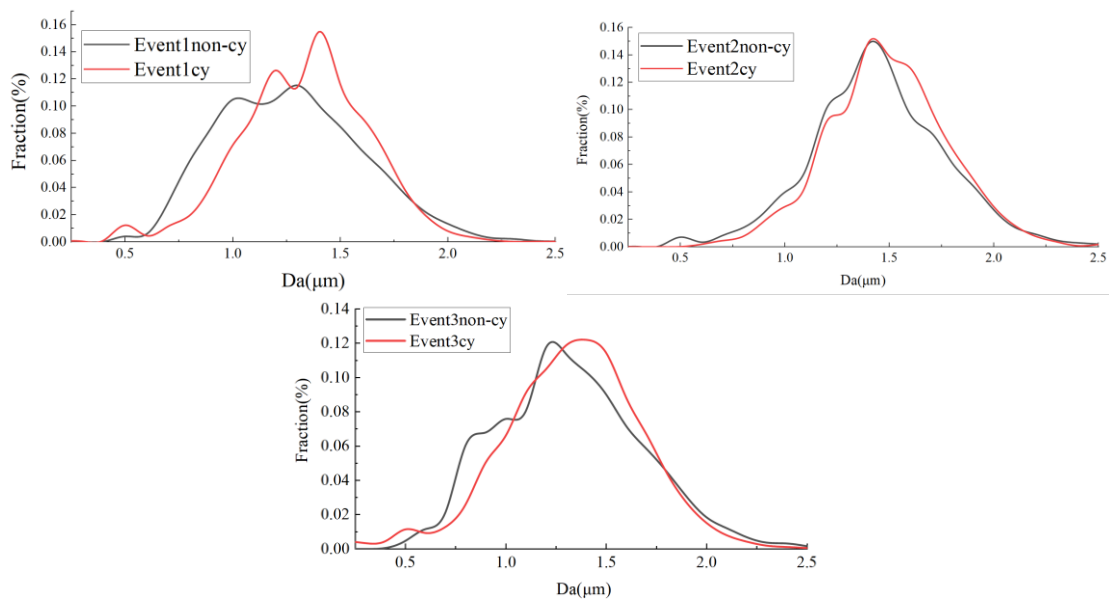 0.16
0.14
0.12
0.10
0.08
0.06
0.04
0.02
0.00
Fraction(%)
Event1non-cy
Event1cy
0.5 1.0 1.5 2.0 2.5
Da(μm)
0.16
0.14
0.12
0.10
0.08
0.06
0.04
0.02
0.00
Fraction(%)
Event2non-cy
Event2cy
0.5 1.0 1.5 2.0 2.5
Da(μm)
0.14
0.12
0.10
0.08
0.06
0.04
0.02
0.00
Fraction(%)
Event3non-cy
Event3cy
0.5 1.0 1.5 2.0 2.5
Da(μm)